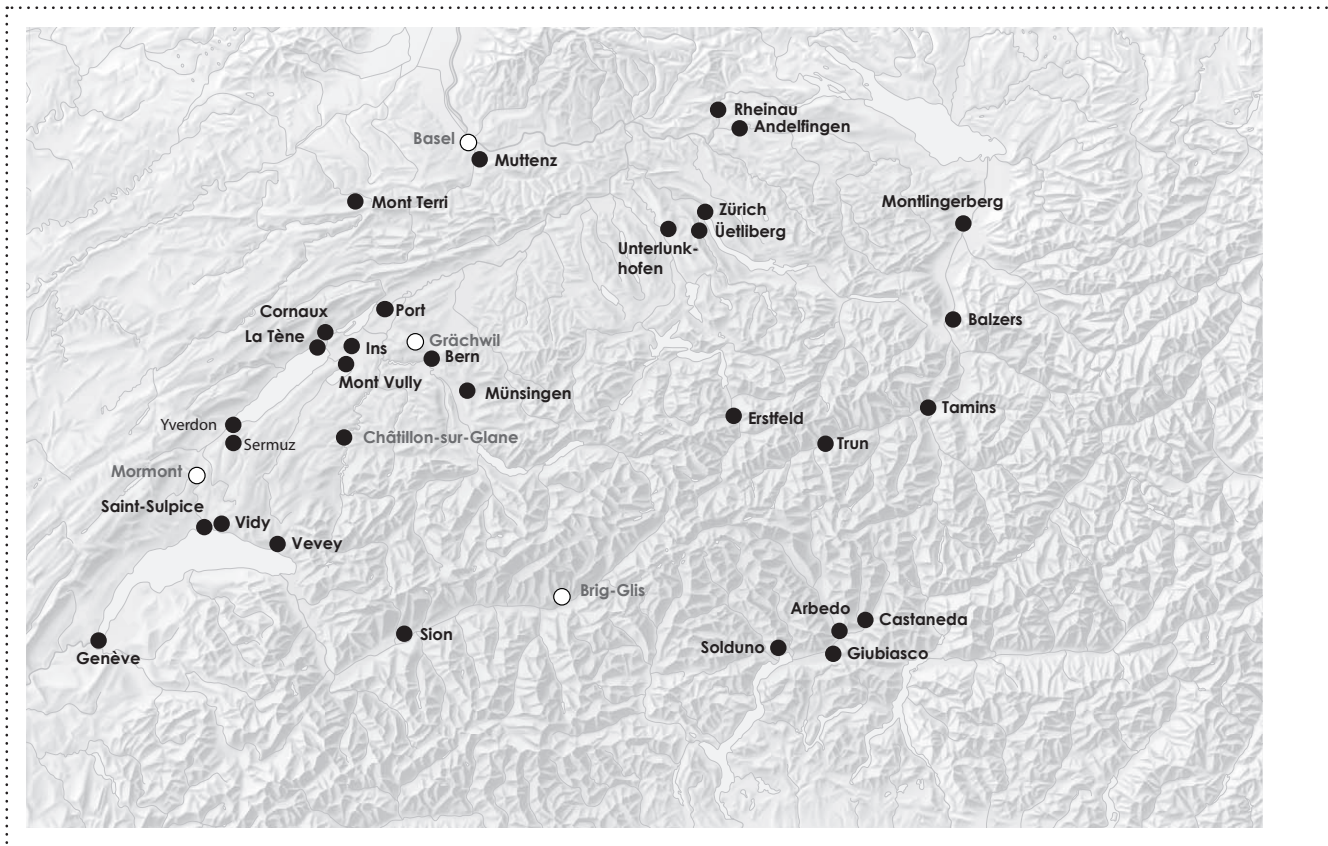 Rheinau
Andelfingen
Basel
Muttenz
Mont Terri
Montlingerberg
Zürich
Üetliberg
Unterlunk-
hofen
Cornaux
Port
La Tène
Ins
Grächwil
Bern
Mont Vully
Münsingen
Balzers
Tamins
Erstfeld
Trun
Yverdon
Sermuz
Châtillon-sur-Glane
Mormont
Saint-Sulpice
Vidy
Vevey
Brig-Glis
Arbedo
Castaneda
Sion
Solduno
Giubiasco
Genève